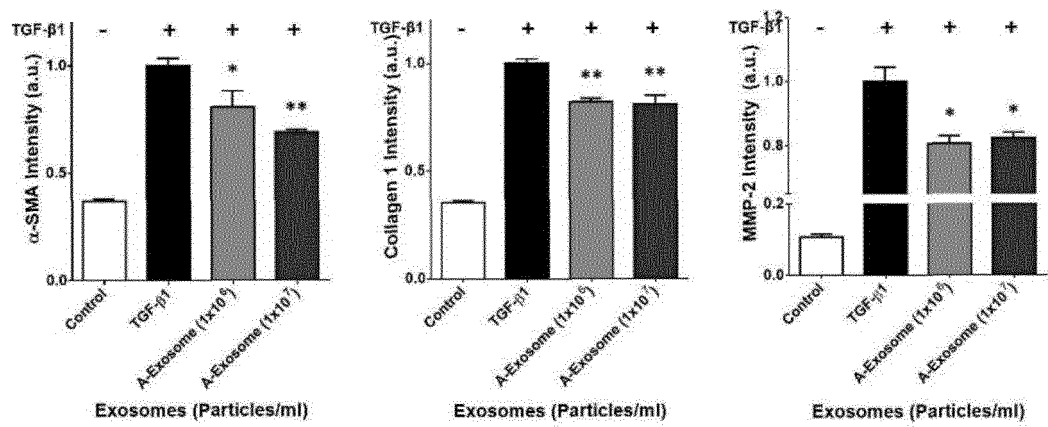 TGF-β1 - + + +
* **
α-SMA Intensity (a.u.)
1.0
0.5
0.0
Control
TGF-β1
A-Exosome (1x10⁶)
A-Exosome (1x10⁷)
Exosomes (Particles/ml)
TGF-β1 - + + +
** **
Collagen 1 Intensity (a.u.)
1.0
0.5
0.0
Control
TGF-β1
A-Exosome (1x10⁶)
A-Exosome (1x10⁷)
Exosomes (Particles/ml)
TGF-β1 - + + +
* *
MMP-2 Intensity (a.u.)
1.2
1.0
0.8
0.2
0.0
Control
TGF-β1
A-Exosome (1x10⁶)
A-Exosome (1x10⁷)
Exosomes (Particles/ml)